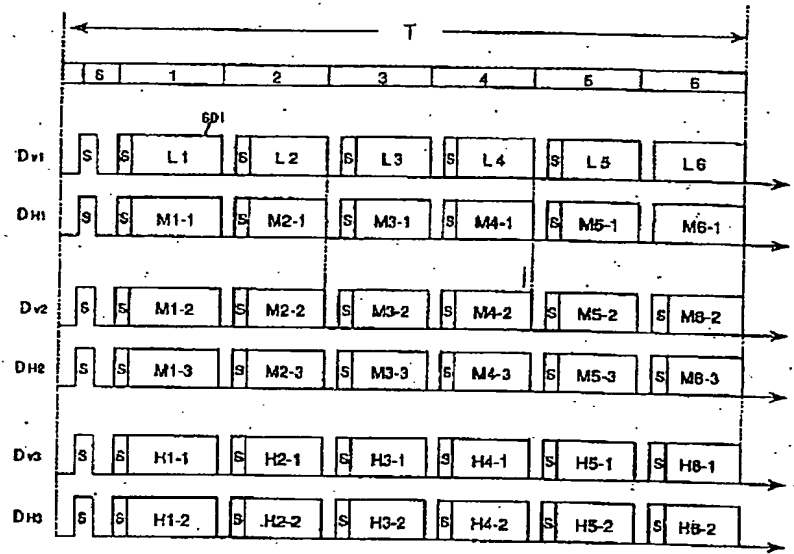 T
S 1 2 3 4 5 6
6D1
DV1 S S L1 S L2 S L3 S L4 S L5 L6
DH1 S S M1-1 S M2-1 S M3-1 S M4-1 S M5-1 M6-1
DV2 S S M1-2 S M2-2 S M3-2 S M4-2 S M5-2 S M6-2
DH2 S S M1-3 S M2-3 S M3-3 S M4-3 S M5-3 S M6-3
DV3 S S H1-1 S H2-1 S H3-1 S H4-1 S H5-1 S H6-1
DH3 S S H1-2 S H2-2 S H3-2 S H4-2 S H5-2 S H6-2